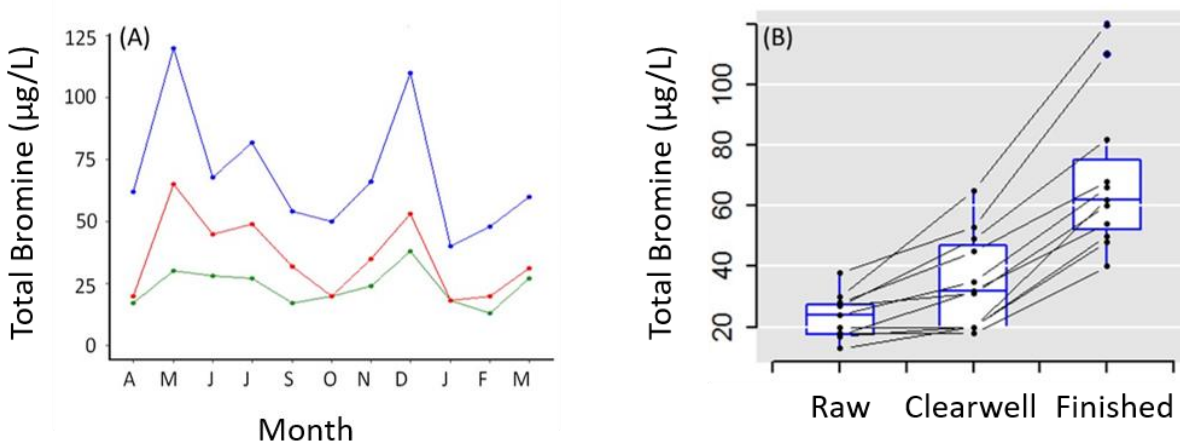 Total Bromine (µg/L)
(A)
125
100
75
50
25
0
A M J J S O N D J F M
Month
Total Bromine (µg/L)
(B)
100
80
60
40
20
Raw Clearwell Finished